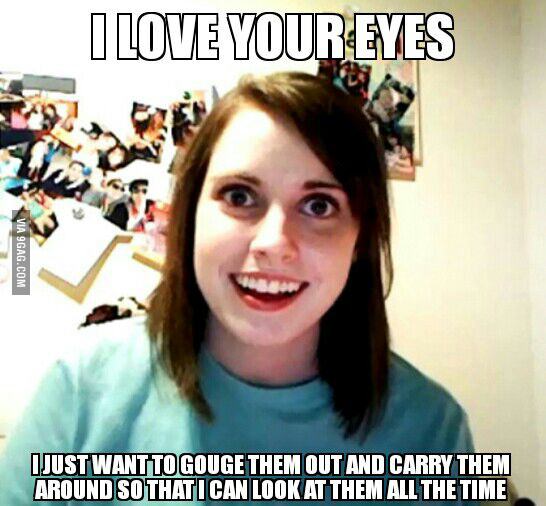 I LOVE YOUR EYES
VIA 9GAG.COM
I JUST WANT TO GOUGE THEM OUT AND CARRY THEM
AROUND SO THAT I CAN LOOK AT THEM ALL THE TIME